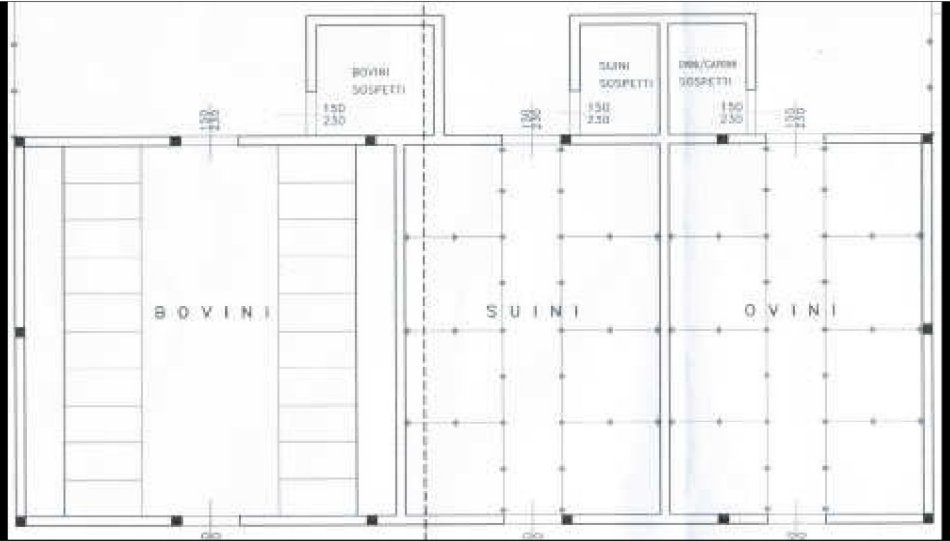 BOVINI
SOSPETTI
SUINI
SOSPETTI
SOSPETTI
150
230
150
230
150
230
BOVINI
SUINI
OVINI